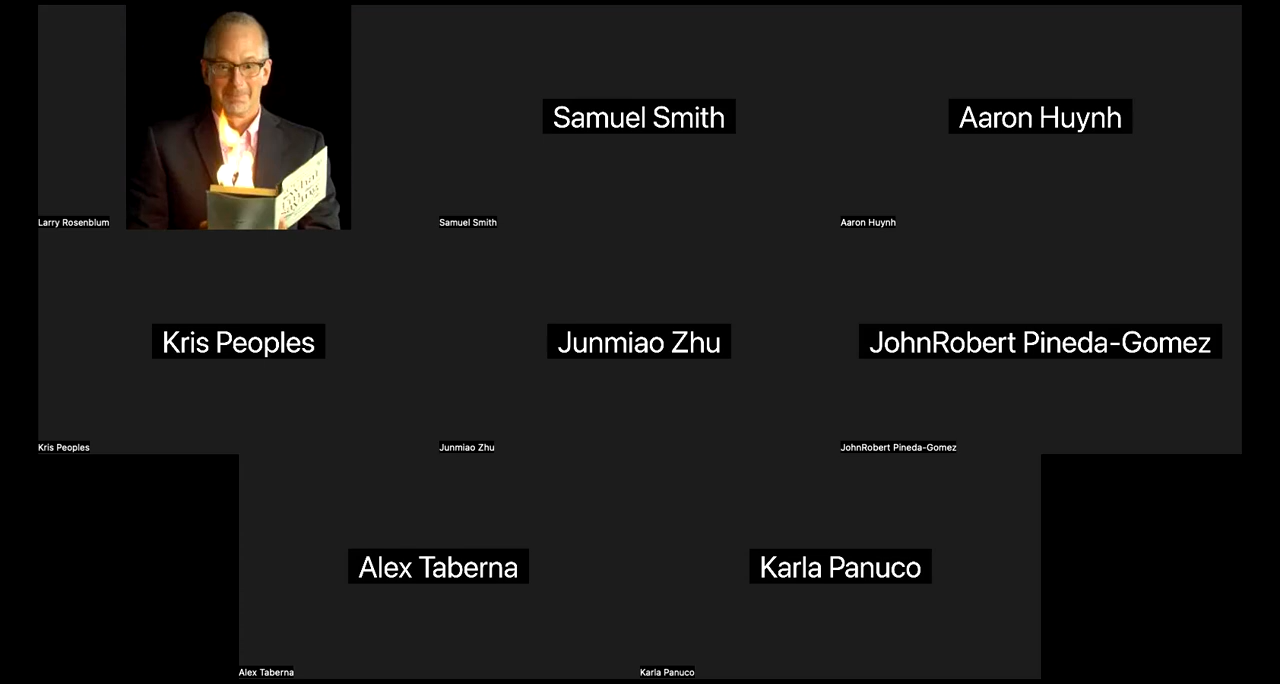 Larry Rosenblum
Samuel Smith
Samuel Smith
Aaron Huynh
Aaron Huynh
Kris Peoples
Kris Peoples
Junmiao Zhu
Junmiao Zhu
JohnRobert Pineda-Gomez
JohnRobert Pineda-Gomez
Alex Taberna
Alex Taberna
Karla Panuco
Karla Panuco